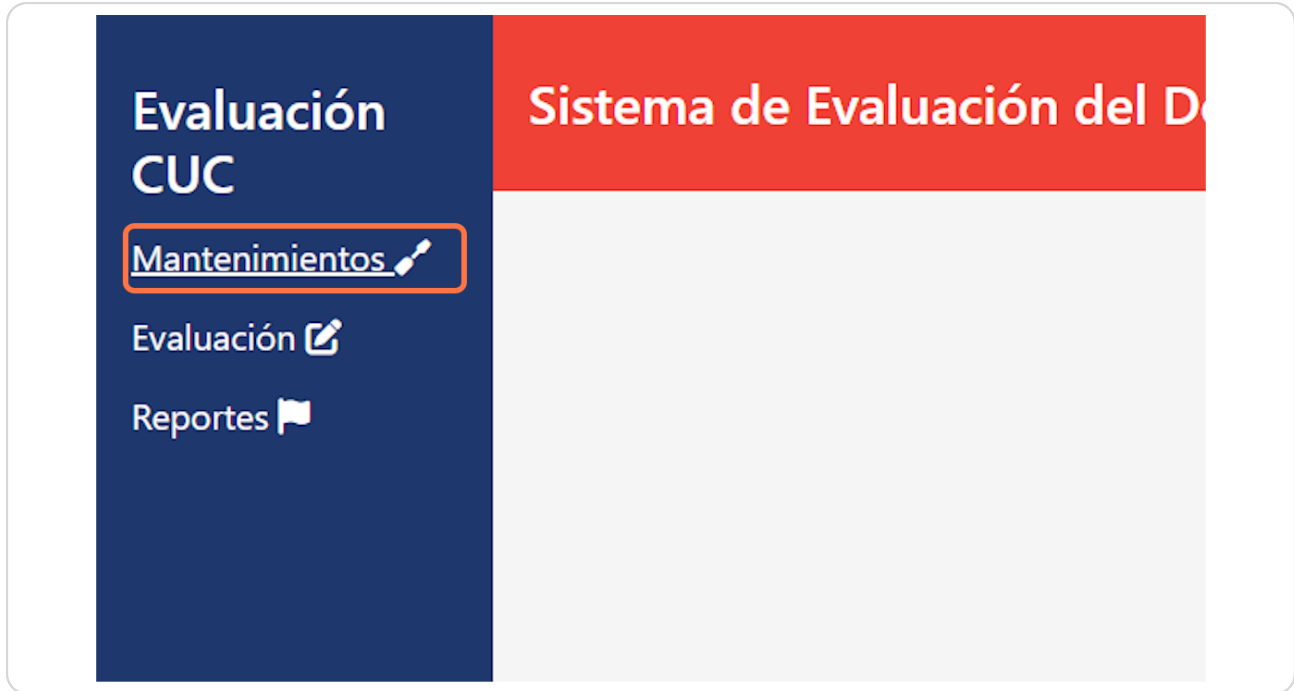 Evaluación
CUC
Mantenimientos
Evaluación
Reportes
Sistema de Evaluación del